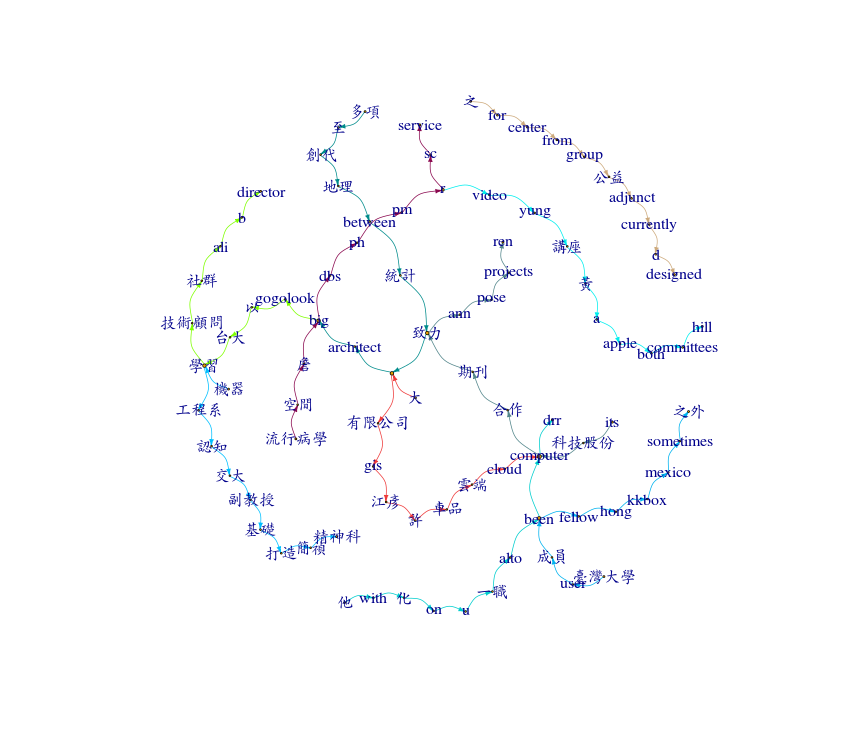 之
for
center
from
group
公益
adjunct
currently
d
designed
多項
至
創代
地理
between
service
sc
r
pm
ph
dbs
big
video
yung
講座
黃
a
apple
both
committees
hill
director
b
ali
社群
技術顧問
學習
台大
以
gogolook
機器
工程系
認知
交大
副教授
基礎
打造
簡禎
精神科
空間
流行病學
architect
統計
致力
ann
pose
projects
ren
期刊
合作
大
有限公司
gis
江彥
許
卓品
雲端
cloud
computer
drr
科技股份
its
been
fellow
hong
kkbox
mexico
sometimes
之外
alto
成員
user
臺灣大學
一職
u
on
化
with
他